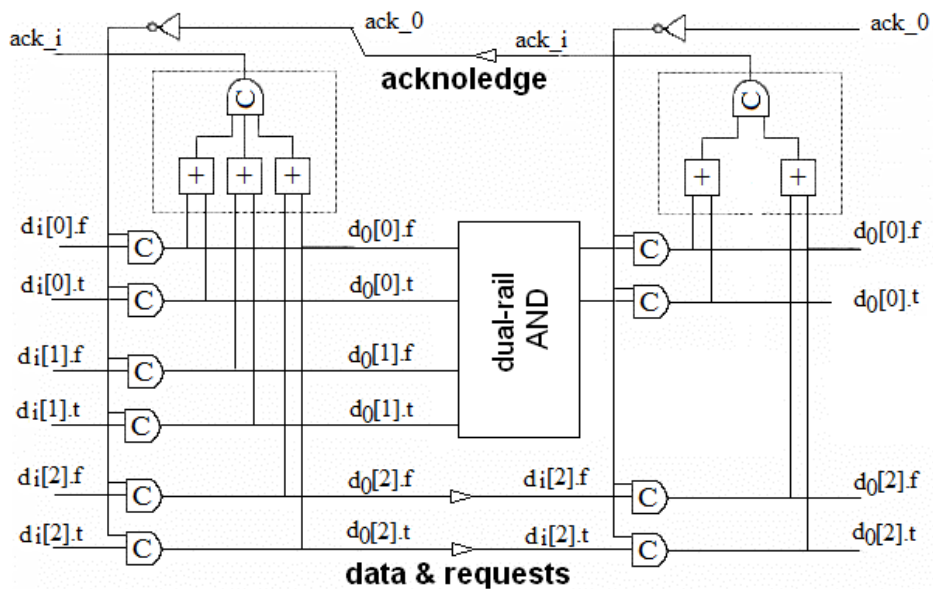 ack_0
ack_0
ack_i
ack_i
acknoledge
C
C
+ + +
+ +
di[0].f
d0[0].f
d0[0].f
C
C
di[0].t
d0[0].t
d0[0].t
C
C
dual-rail
AND
di[1].f
d0[1].f
C
di[1].t
d0[1].t
C
di[2].f
d0[2].f
di[2].f
d0[2].f
C
C
di[2].t
d0[2].t
di[2].t
d0[2].t
C
C
data & requests